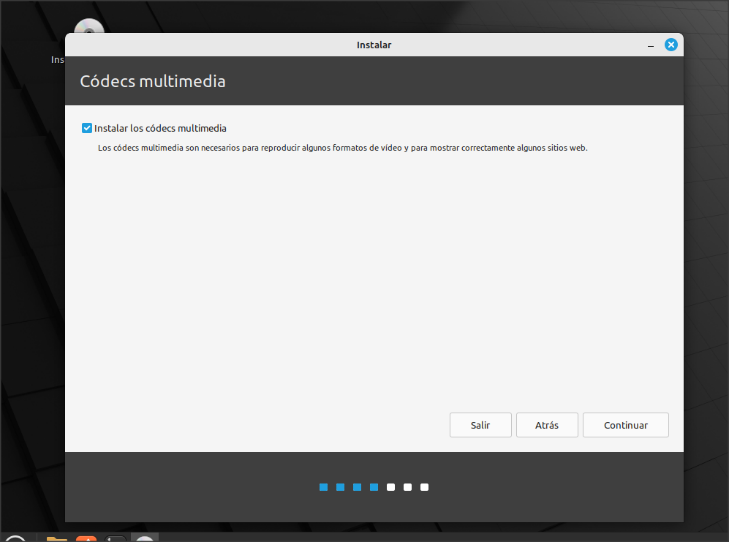 Instalar
Ins
Códecs multimedia
Instalar los códecs multimedia
Los códecs multimedia son necesarios para reproducir algunos formatos de vídeo y para mostrar correctamente algunos sitios web.
Salir
Atrás
Continuar